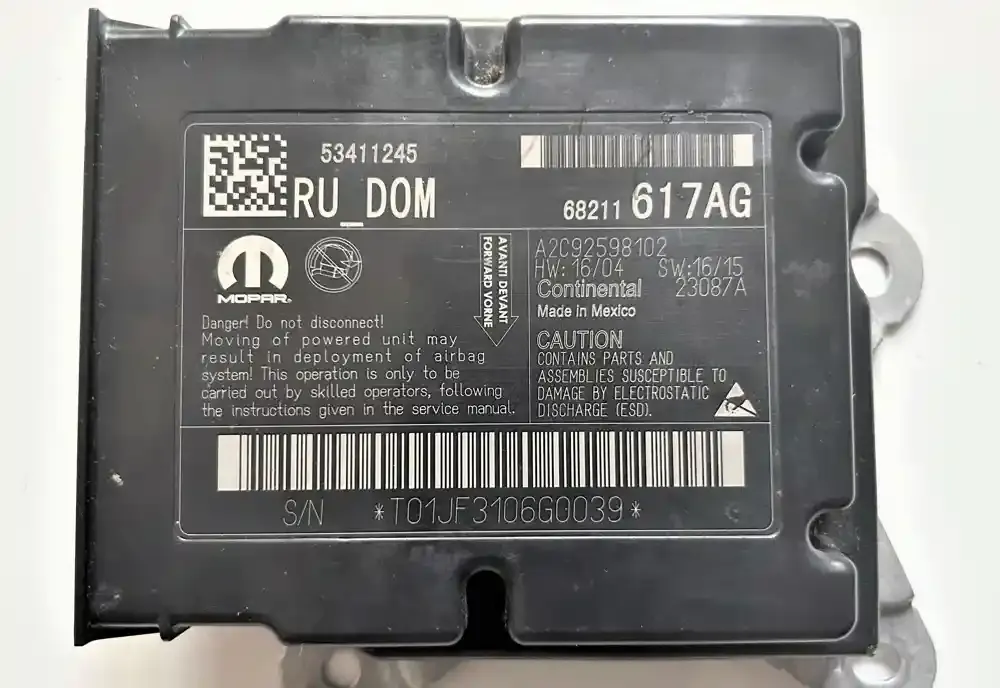 53411245
RU_DOM
68211 617AG
MOPAR®
AVANTI DEVANT
FORWARD VORNE
A2C92598102
HW: 16/04 SW:16/15
Continental 23087A
Made in Mexico
Danger! Do not disconnect!
Moving of powered unit may
result in deployment of airbag
system! This operation is only to be
carried out by skilled operators, following
the instructions given in the service manual.
CAUTION
CONTAINS PARTS AND
ASSEMBLIES SUSCEPTIBLE TO
DAMAGE BY ELECTROSTATIC
DISCHARGE (ESD).
S/N *T01JF3106G0039*